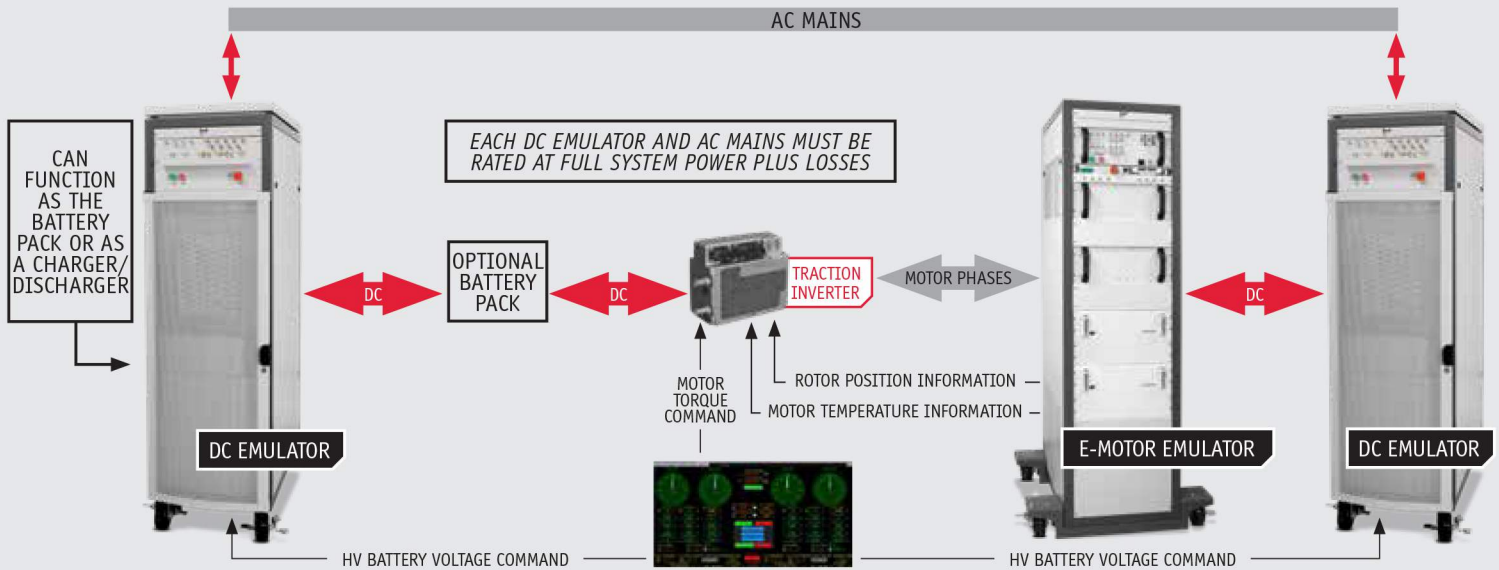 AC MAINS
CAN
FUNCTION
AS THE
BATTERY
PACK OR AS
A CHARGER/
DISCHARGER
EACH DC EMULATOR AND AC MAINS MUST BE
RATED AT FULL SYSTEM POWER PLUS LOSSES
DC
OPTIONAL
BATTERY
PACK
DC
TRACTION
INVERTER
MOTOR PHASES
DC
MOTOR
TORQUE
COMMAND
ROTOR POSITION INFORMATION
MOTOR TEMPERATURE INFORMATION
DC EMULATOR
E-MOTOR EMULATOR
DC EMULATOR
HV BATTERY VOLTAGE COMMAND
HV BATTERY VOLTAGE COMMAND